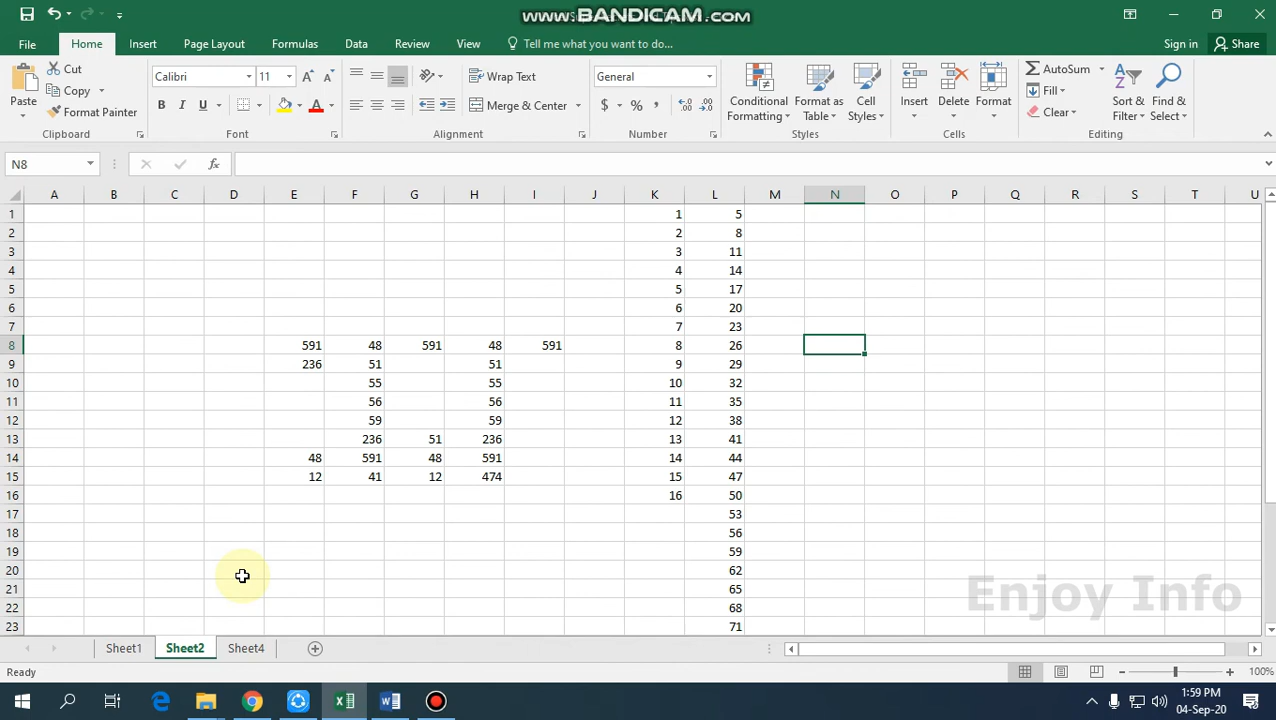 www.BANDICAM.com
File Home Insert Page Layout Formulas Data Review View Tell me what you want to do... Sign in Share
Paste Cut Copy Format Painter Clipboard
Calibri 11 B I U A Font
Wrap Text Merge & Center Alignment
General $ % , Number
Conditional Formatting Format as Table Cell Styles Styles
Insert Delete Format Cells
AutoSum Fill Clear Sort & Filter Find & Select Editing
N8 fx
A B C D E F G H I J K L M N O P Q R S T U
1 1 5
2 2 8
3 3 11
4 4 14
5 5 17
6 6 20
7 7 23
8 591 48 591 48 591 8 26
9 236 51 51 9 29
10 55 55 10 32
11 56 56 11 35
12 59 59 12 38
13 236 51 236 13 41
14 48 591 48 591 14 44
15 12 41 12 474 15 47
16 16 50
17 53
18 56
19 59
20 62
21 65
22 68
23 71
Enjoy Info
Sheet1 Sheet2 Sheet4
Ready 100%
1:59 PM
04-Sep-20